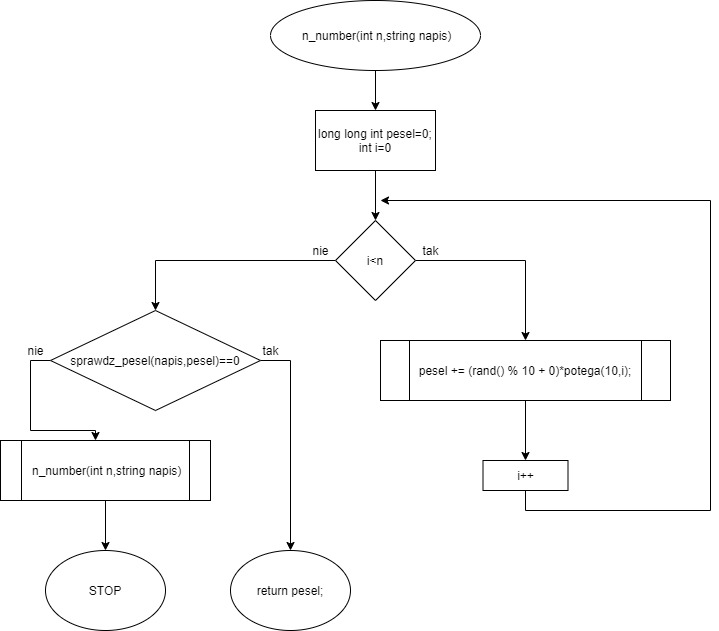 n_number(int n,string napis)
long long int pesel=0;
int i=0
i<n
nie
tak
sprawdz_pesel(napis,pesel)==0
nie
tak
pesel += (rand() % 10 + 0)*potega(10,i);
n_number(int n,string napis)
i++
STOP
return pesel;